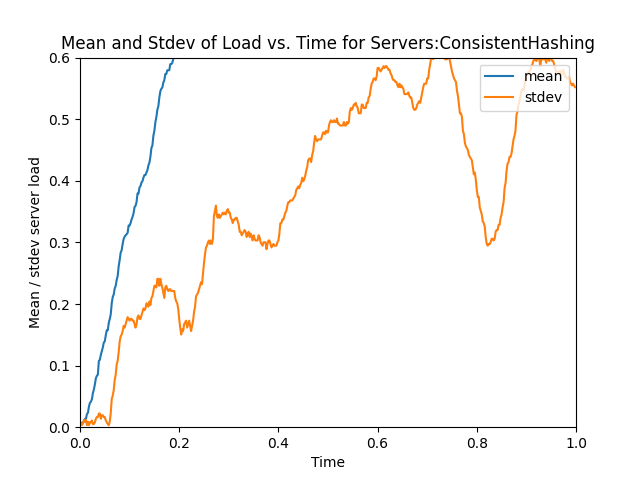 Mean and Stdev of Load vs. Time for Servers:ConsistentHashing
0.6
0.5
0.4
0.3
0.2
0.1
0.0
Mean / stdev server load
mean
stdev
0.0 0.2 0.4 0.6 0.8 1.0
Time